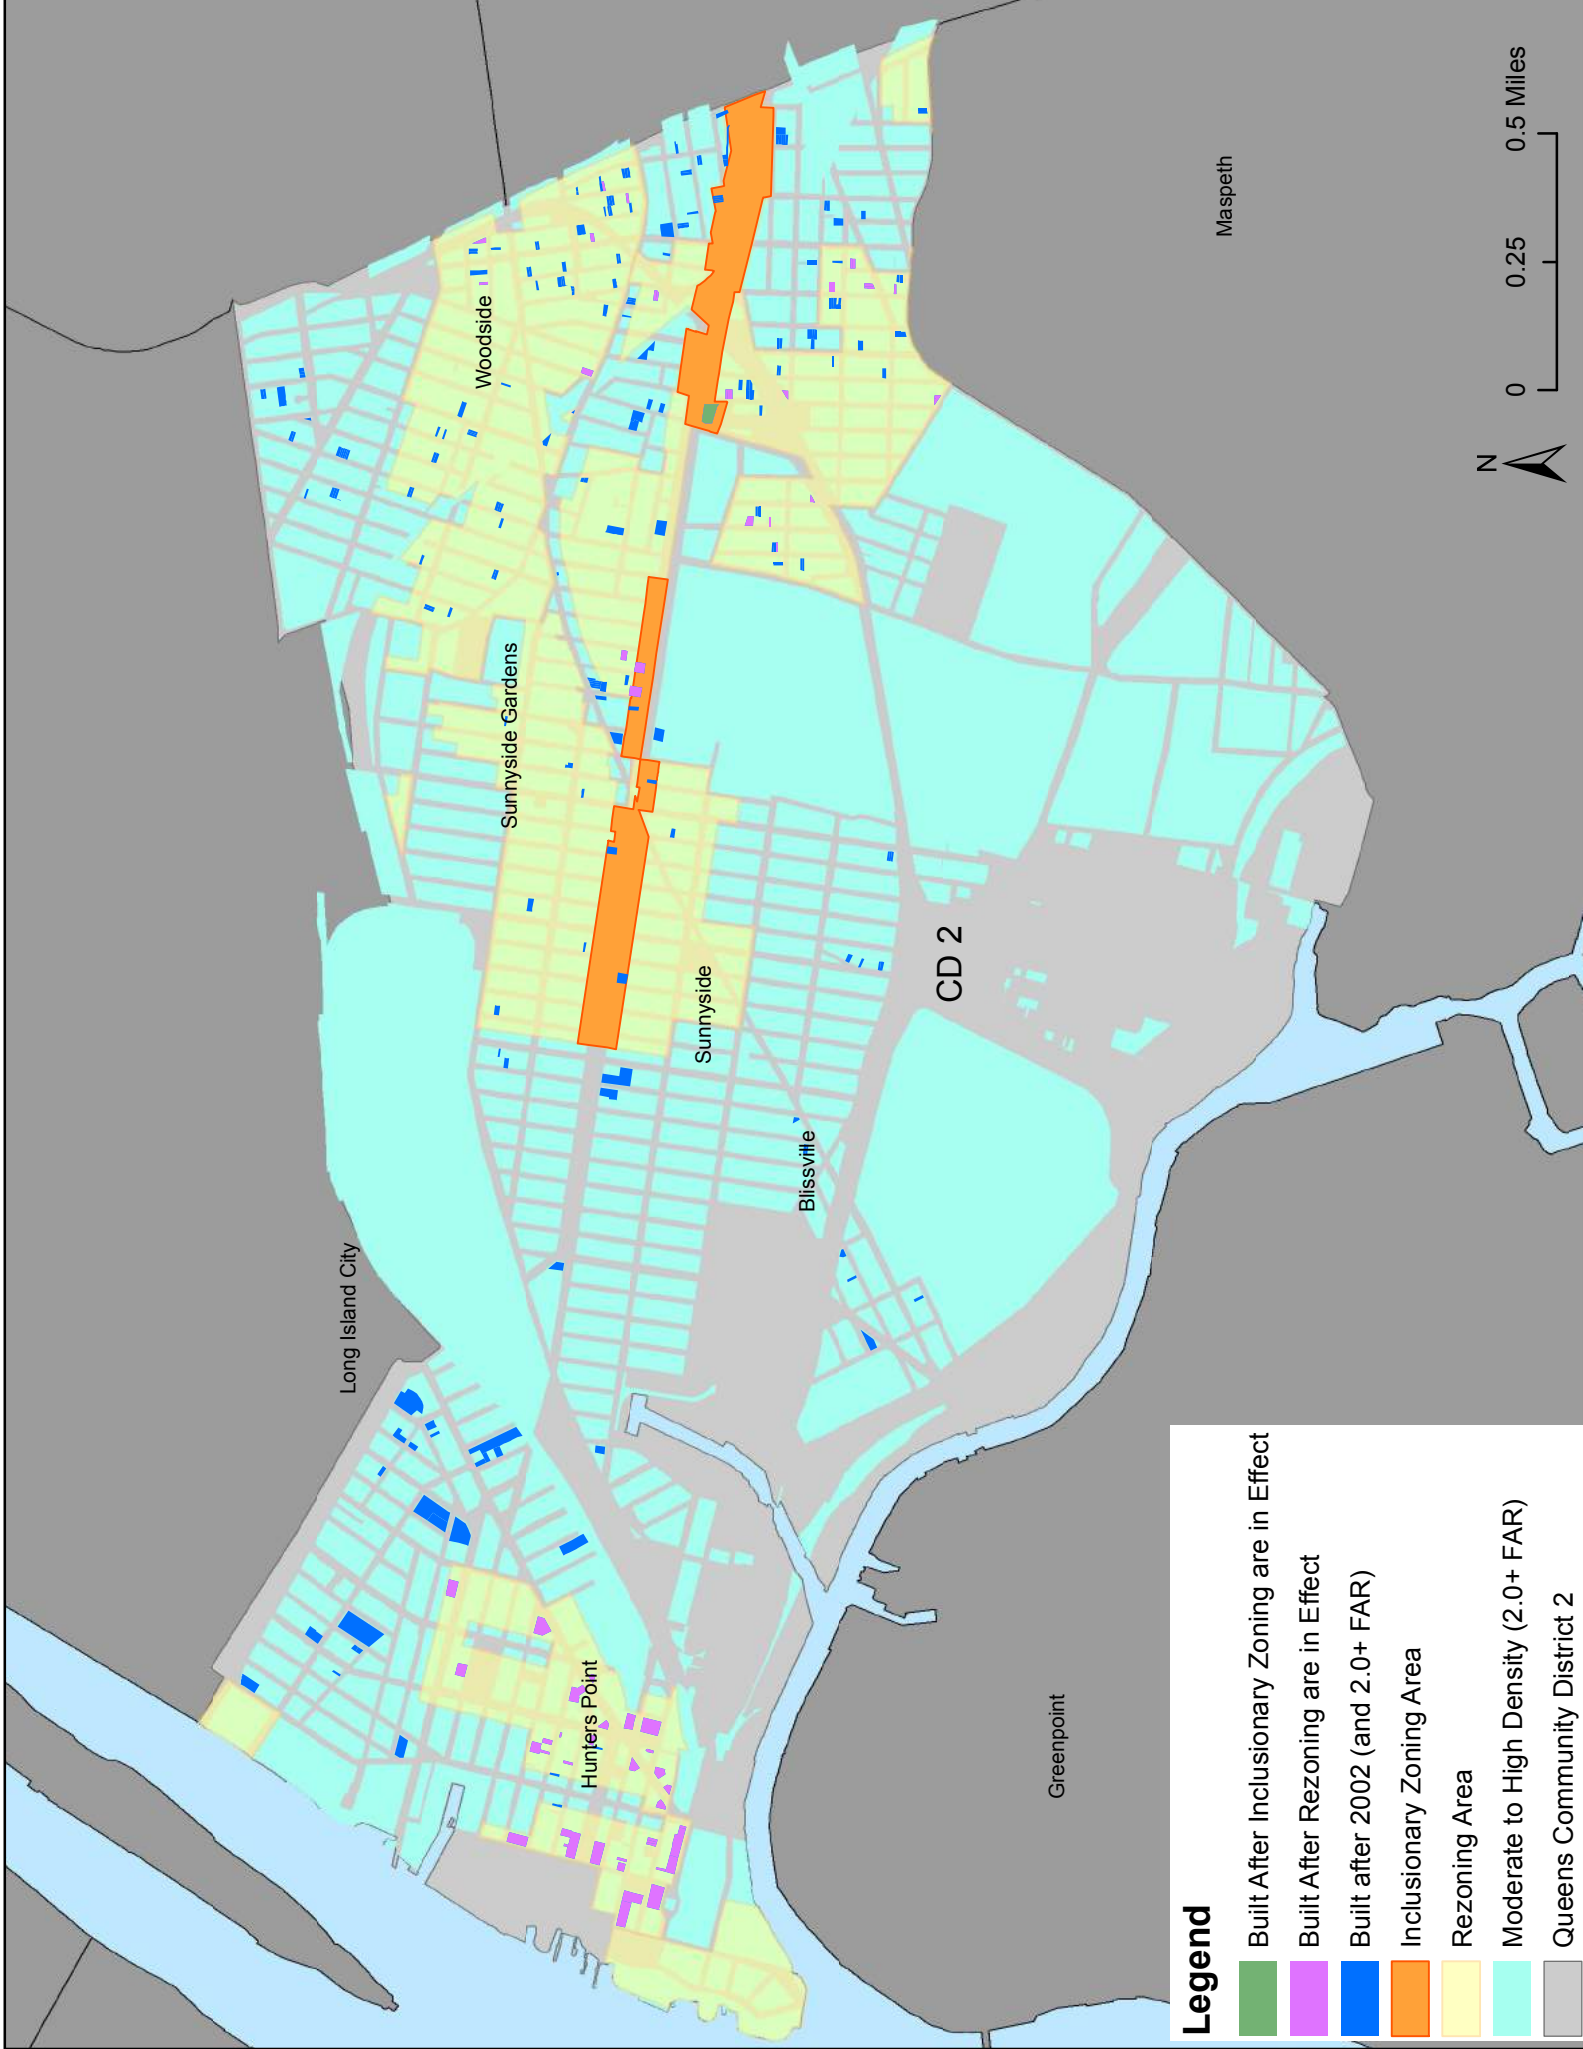 Long Island City
Woodside
Sunnyside Gardens
Sunnyside
Hunters Point
Blissville
CD 2
Greenpoint
Maspeth
N
0 0.25 0.5 Miles
Legend
Built After Inclusionary Zoning are in Effect
Built After Rezoning are in Effect
Built after 2002 (and 2.0+ FAR)
Inclusionary Zoning Area
Rezoning Area
Moderate to High Density (2.0+ FAR)
Queens Community District 2